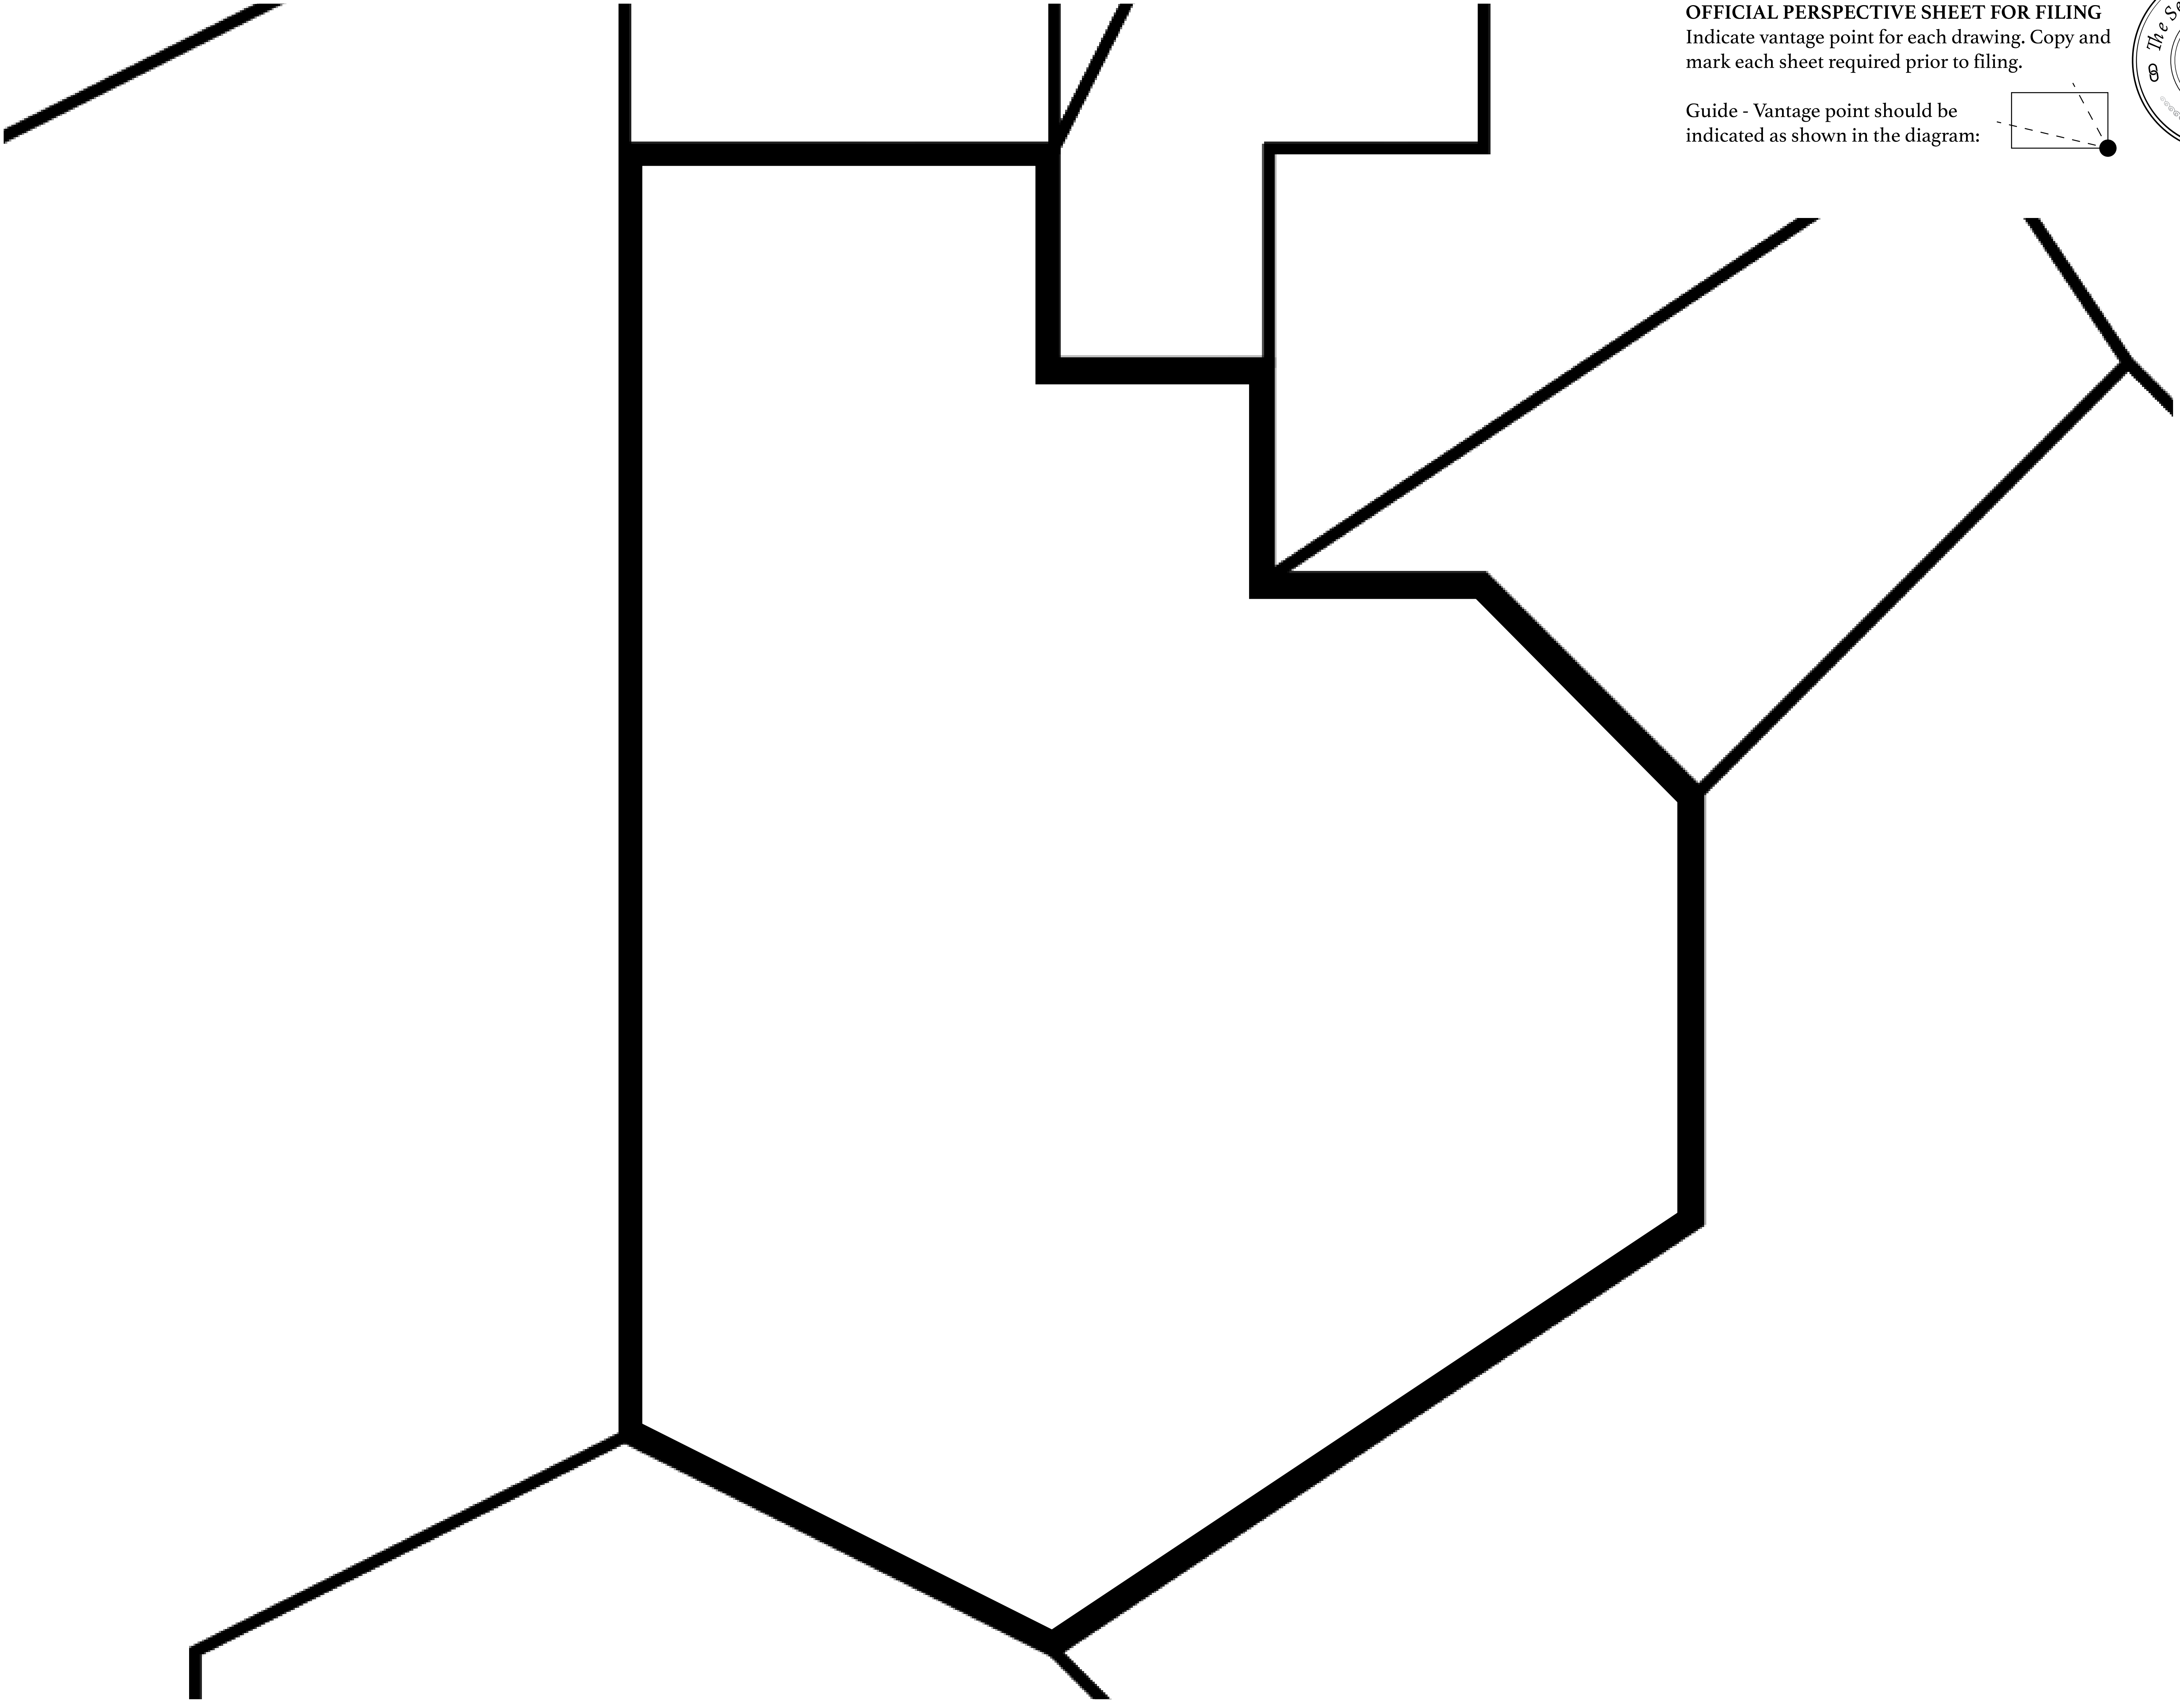 OFFICIAL PERSPECTIVE SHEET FOR FILING
Indicate vantage point for each drawing. Copy and
mark each sheet required prior to filing.
Guide - Vantage point should be
indicated as shown in the diagram:
The